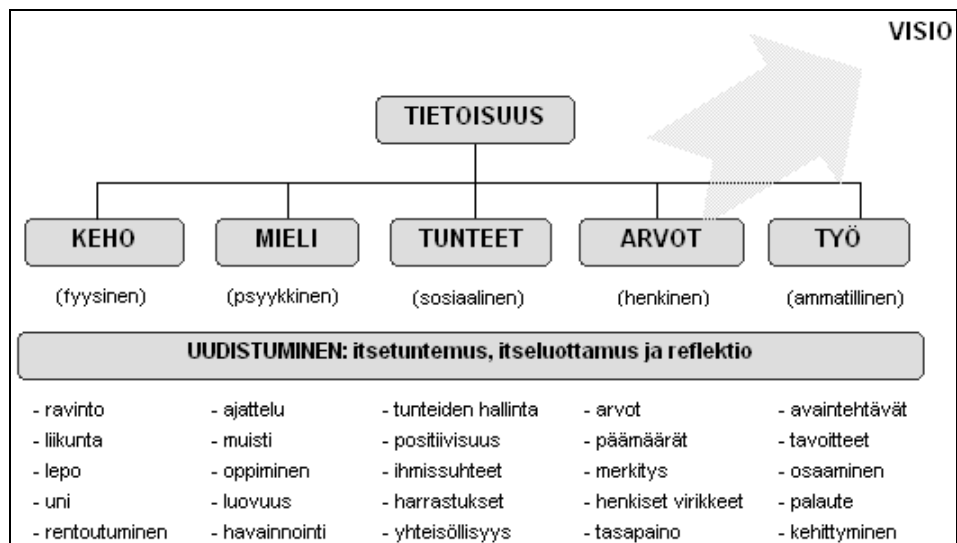 VISIO
TIETOISUUS
KEHO MIELI TUNTEET ARVOT TYÖ
(fyysinen) (psyykkinen) (sosiaalinen) (henkinen) (ammatillinen)
UUDISTUMINEN: itsetuntemus, itseluottamus ja reflektio
- ravinto - ajattelu - tunteiden hallinta - arvot - avaintehtävät
- liikunta - muisti - positiivisuus - päämäärät - tavoitteet
- lepo - oppiminen - ihmissuhteet - merkitys - osaaminen
- uni - luovuus - harrastukset - henkiset virikkeet - palaute
- rentoutuminen - havainnointi - yhteisöllisyys - tasapaino - kehittyminen